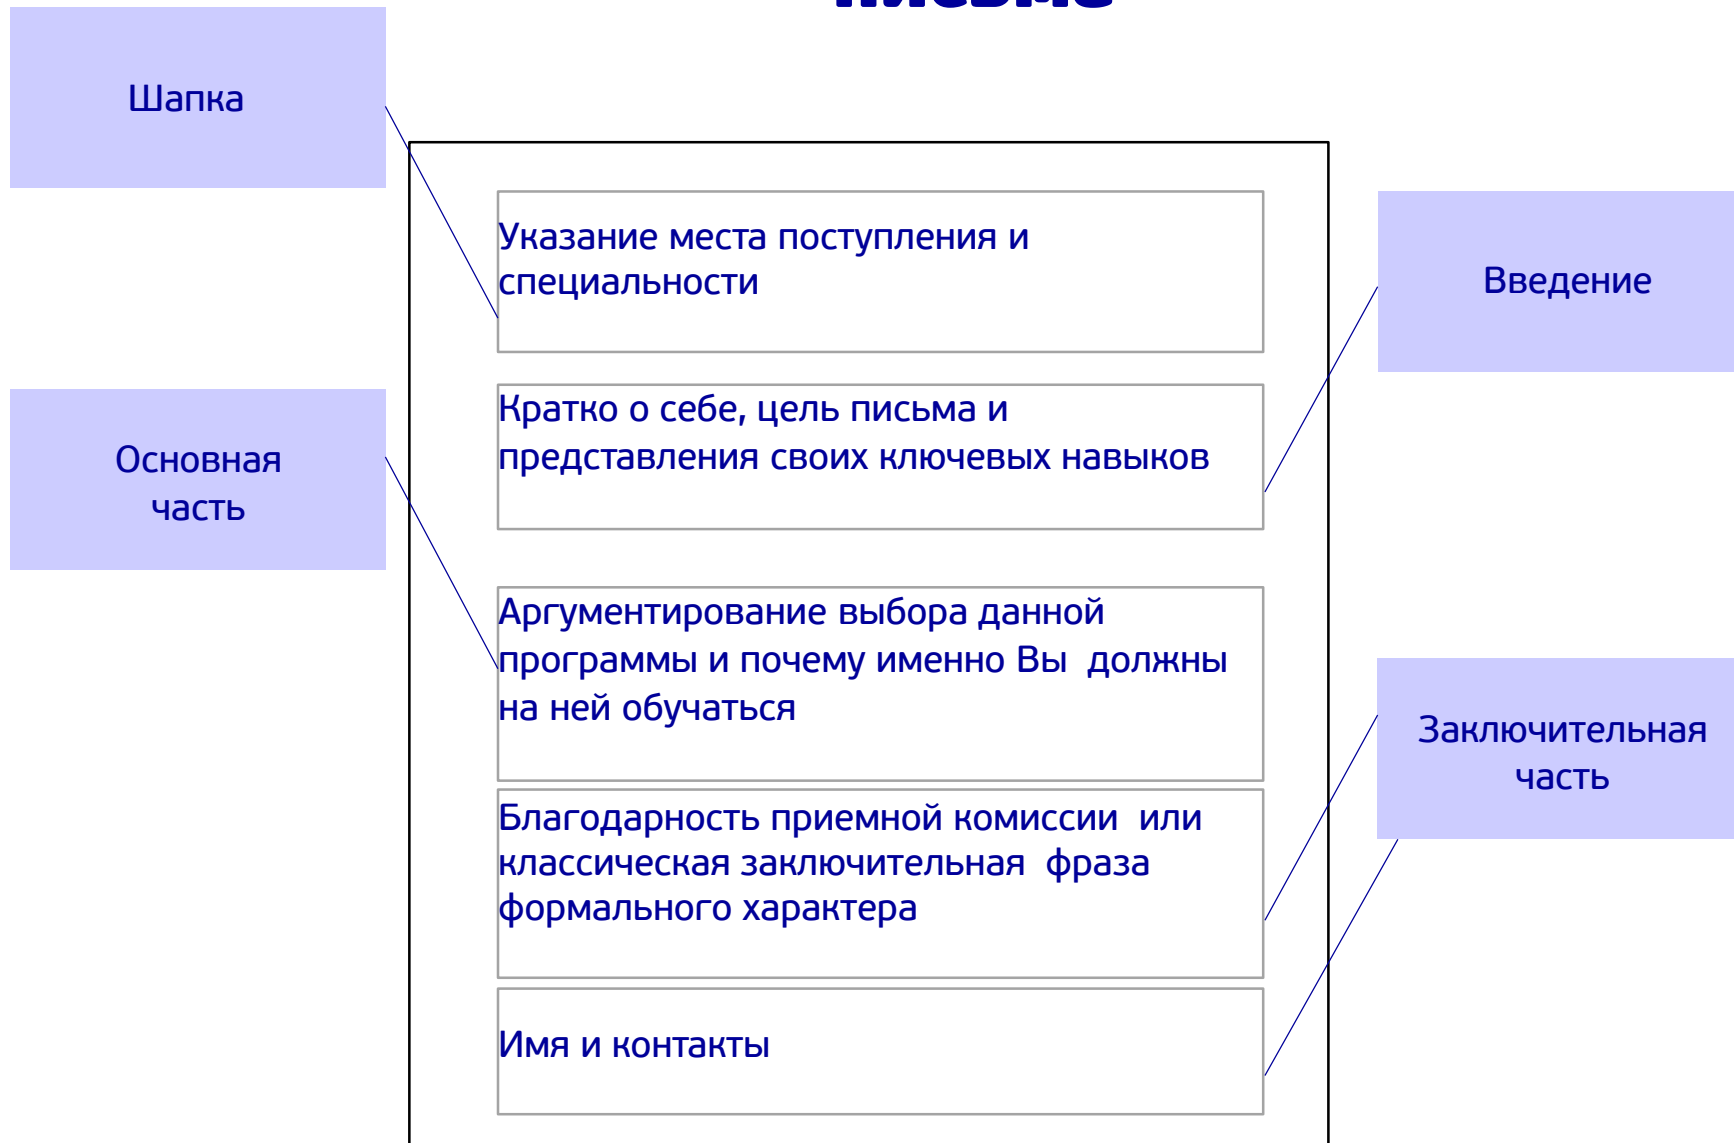 письме
Шапка
Указание места поступления и
специальности
Введение
Кратко о себе, цель письма и
представления своих ключевых навыков
Основная
часть
Аргументирование выбора данной
программы и почему именно Вы должны
на ней обучаться
Заключительная
часть
Благодарность приемной комиссии или
классическая заключительная фраза
формального характера
Имя и контакты